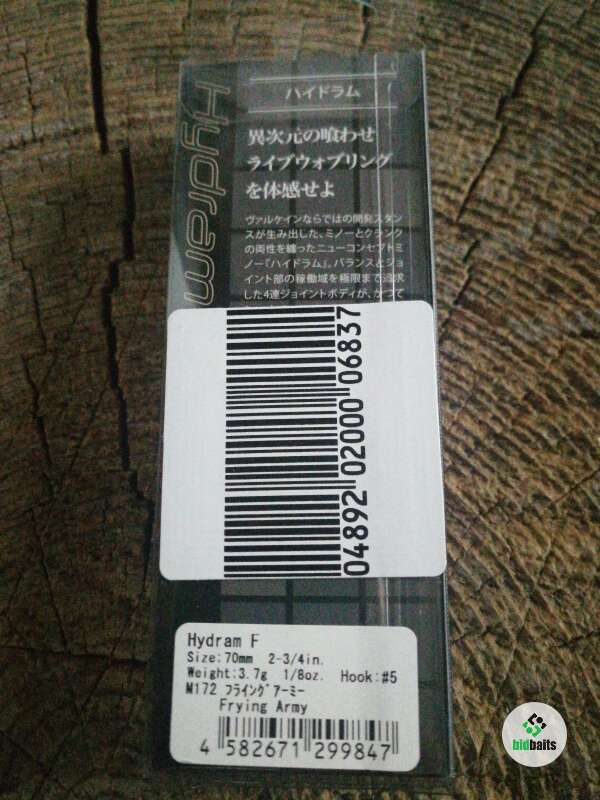 Hydram
ハイドラム
異次元の喰わせ
ライブウォブリング
を体感せよ
ヴァルケインならではの開発スタン
スが生み出した、ミノーとクランク
の両性を纏ったニューコンセプトミ
ノー『ハイドラム』。バランスとジョ
イント部の稼働域を極限まで追求
した4連ジョイントボディが、かつて
04892 02000 06837
Hydram F
Size:70mm 2-3/4in.
Weight:3.7g 1/8oz. Hook:#5
M172 フライングアーミー
Frying Army
4 582671 299847
bidbaits